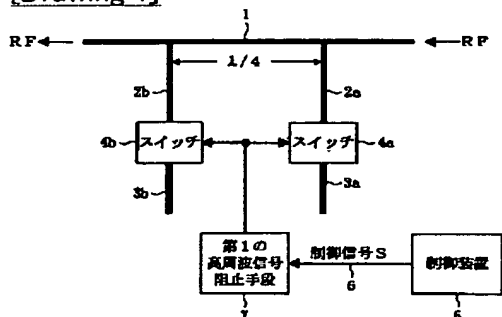 [Drawing 1]
1
RF
RF
1/4
2b
2a
4b
スイッチ
スイッチ
4a
3b
3a
第1の
高周波信号
阻止手段
制御信号S
制御装置
6
7
5